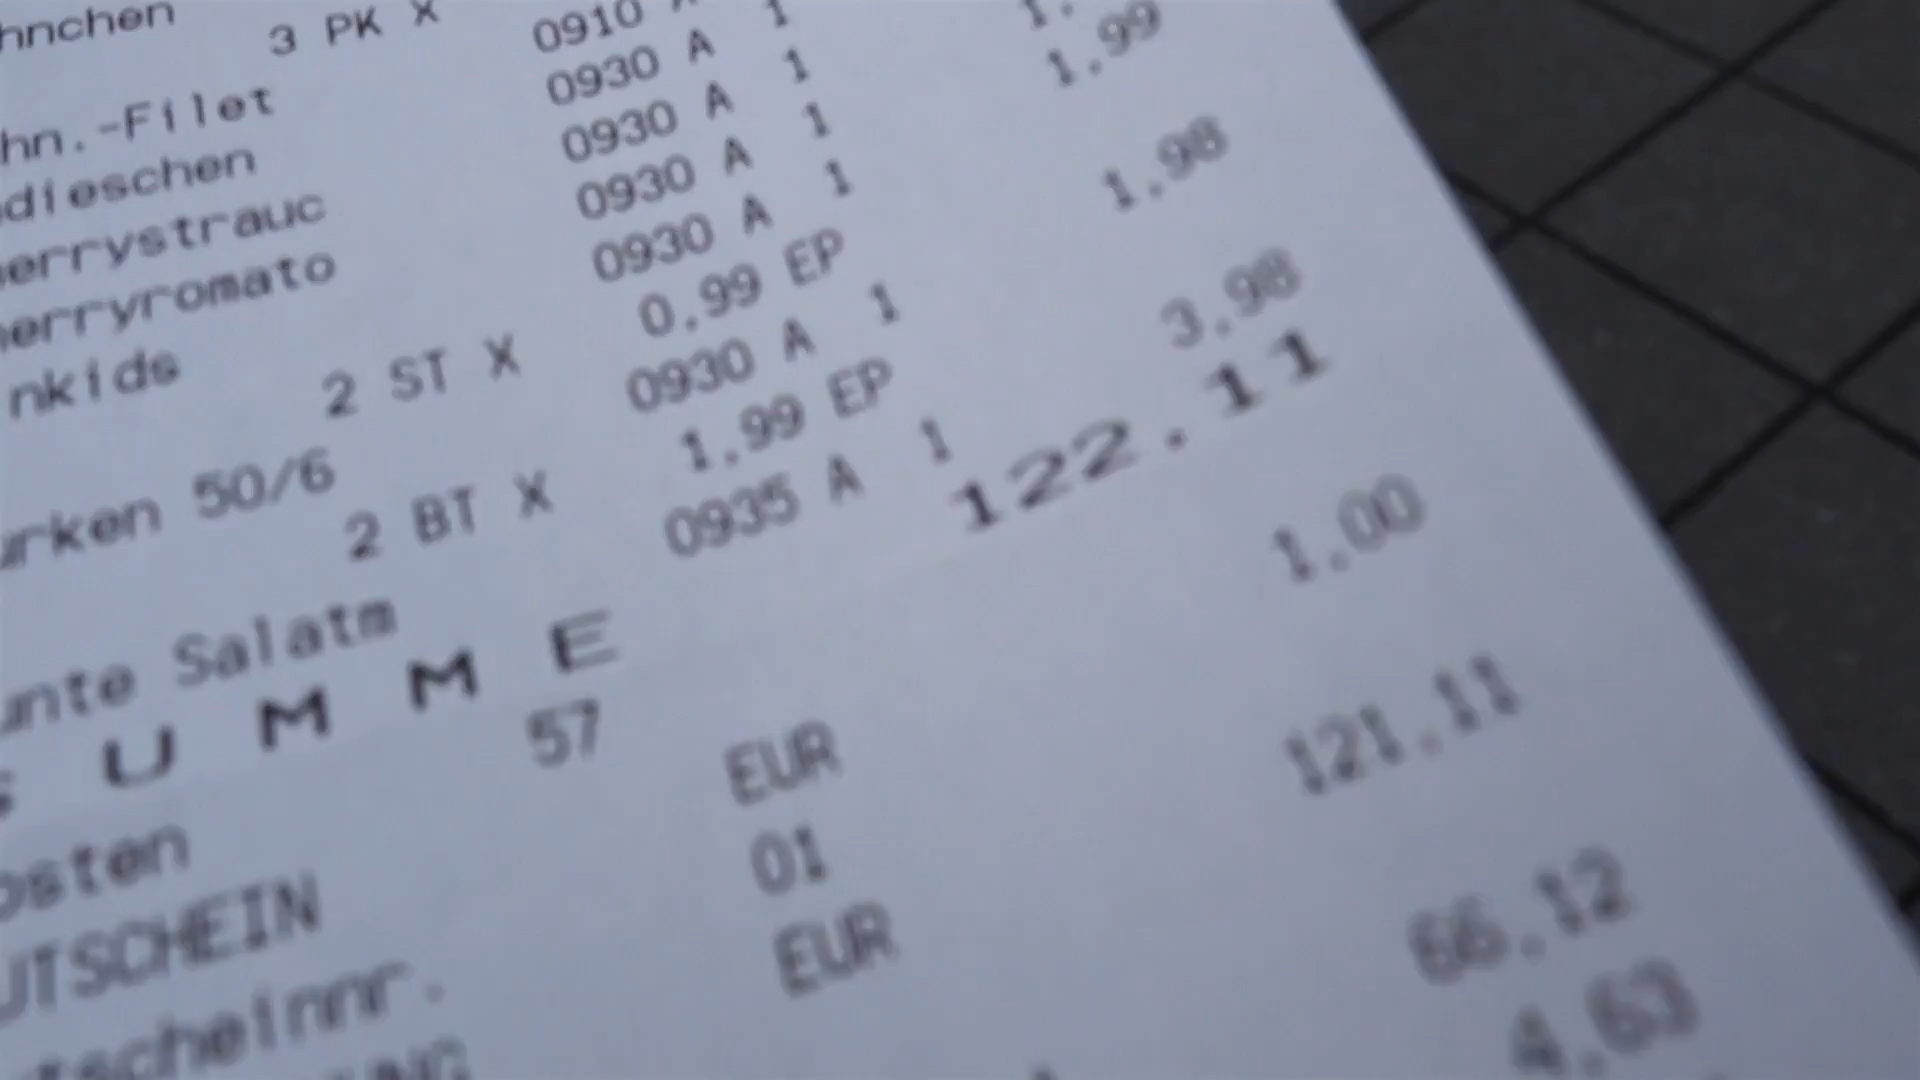 hnchen 0910
3 PK X 0930 A 1 1.99
hn.-Filet 0930 A 1
dieschen 0930 A 1
errystrauc 0930 A 1 1.98
erryromato 0.99 EP
nkids 2 ST X 0930 A 1 3.98
urken 50/6 1.99 EP
2 BT X 0935 A 1
unte Salatm
S U M M E 122.11
osten 57
UTSCHEIN EUR 1.00
tscheinnr. 01
EUR 121.11
66.12
4.63